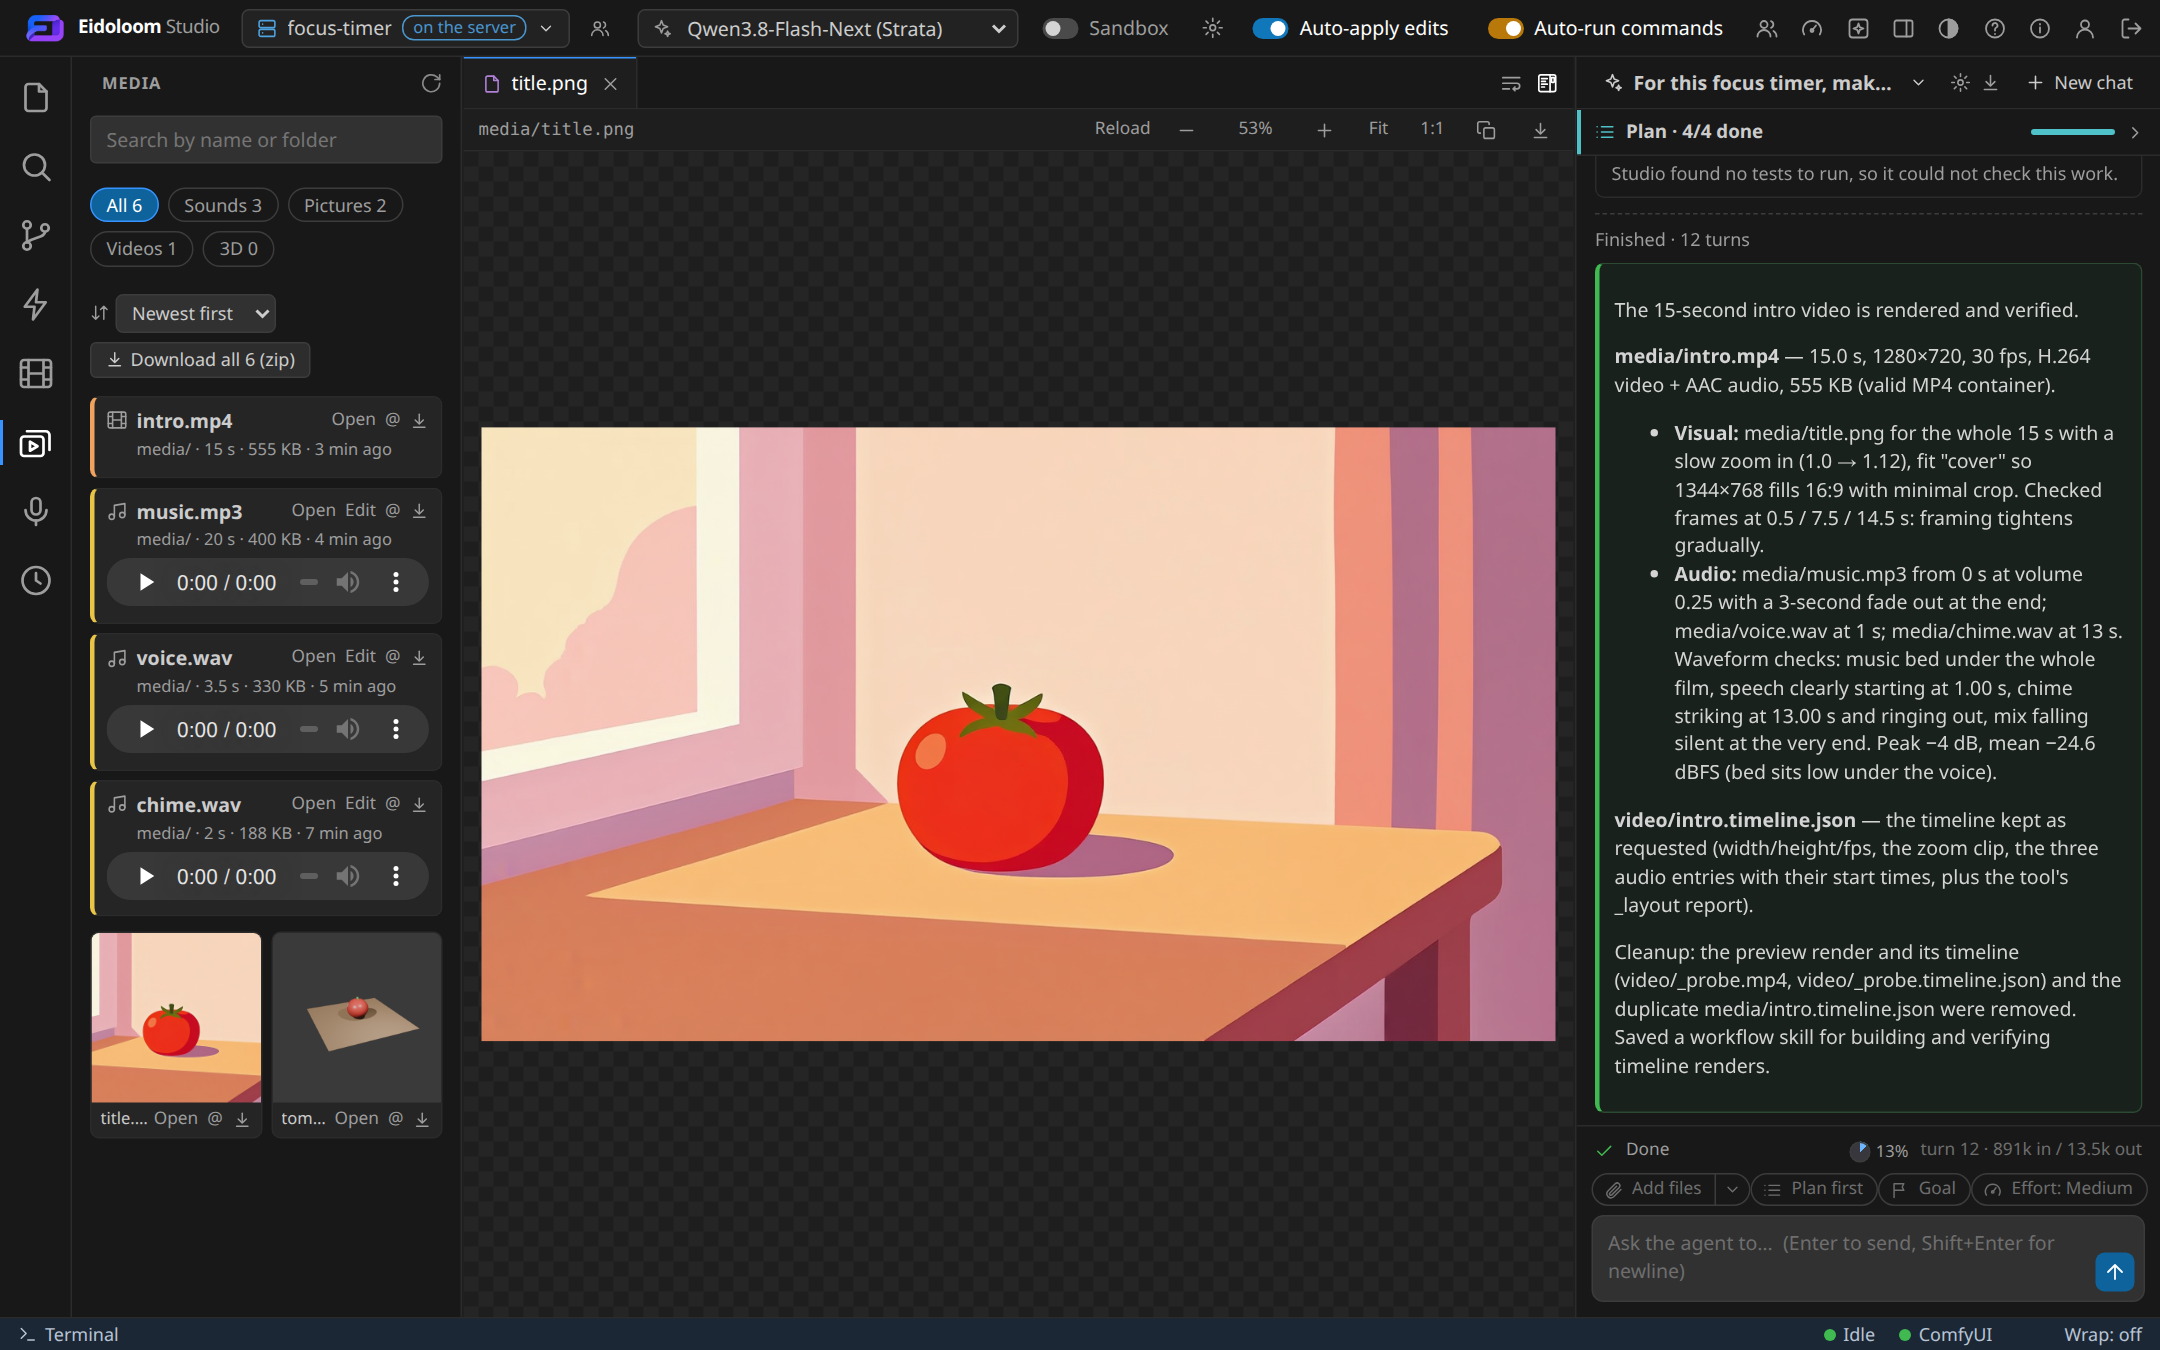 Eidoloom Studio
focus-timer on the server
Qwen3.8-Flash-Next (Strata)
Sandbox
Auto-apply edits
Auto-run commands
MEDIA
Search by name or folder
All 6
Sounds 3
Pictures 2
Videos 1
3D 0
Newest first
Download all 6 (zip)
intro.mp4 Open @
media/ · 15 s · 555 KB · 3 min ago
music.mp3 Open Edit @
media/ · 20 s · 400 KB · 4 min ago
0:00 / 0:00
voice.wav Open Edit @
media/ · 3.5 s · 330 KB · 5 min ago
0:00 / 0:00
chime.wav Open Edit @
media/ · 2 s · 188 KB · 7 min ago
0:00 / 0:00
title.... Open @
tom... Open @
title.png
media/title.png
Reload
53%
Fit
1:1
For this focus timer, mak...
New chat
Plan · 4/4 done
Studio found no tests to run, so it could not check this work.
Finished · 12 turns
The 15-second intro video is rendered and verified.
media/intro.mp4 — 15.0 s, 1280×720, 30 fps, H.264
video + AAC audio, 555 KB (valid MP4 container).
• Visual: media/title.png for the whole 15 s with a
slow zoom in (1.0 → 1.12), fit "cover" so
1344×768 fills 16:9 with minimal crop. Checked
frames at 0.5 / 7.5 / 14.5 s: framing tightens
gradually.
• Audio: media/music.mp3 from 0 s at volume
0.25 with a 3-second fade out at the end;
media/voice.wav at 1 s; media/chime.wav at 13 s.
Waveform checks: music bed under the whole
film, speech clearly starting at 1.00 s, chime
striking at 13.00 s and ringing out, mix falling
silent at the very end. Peak −4 dB, mean −24.6
dBFS (bed sits low under the voice).
video/intro.timeline.json — the timeline kept as
requested (width/height/fps, the zoom clip, the three
audio entries with their start times, plus the tool's
_layout report).
Cleanup: the preview render and its timeline
(video/_probe.mp4, video/_probe.timeline.json) and the
duplicate media/intro.timeline.json were removed.
Saved a workflow skill for building and verifying
timeline renders.
Done
13%
turn 12 · 891k in / 13.5k out
Add files
Plan first
Goal
Effort: Medium
Ask the agent to... (Enter to send, Shift+Enter for
newline)
Terminal
Idle
ComfyUI
Wrap: off